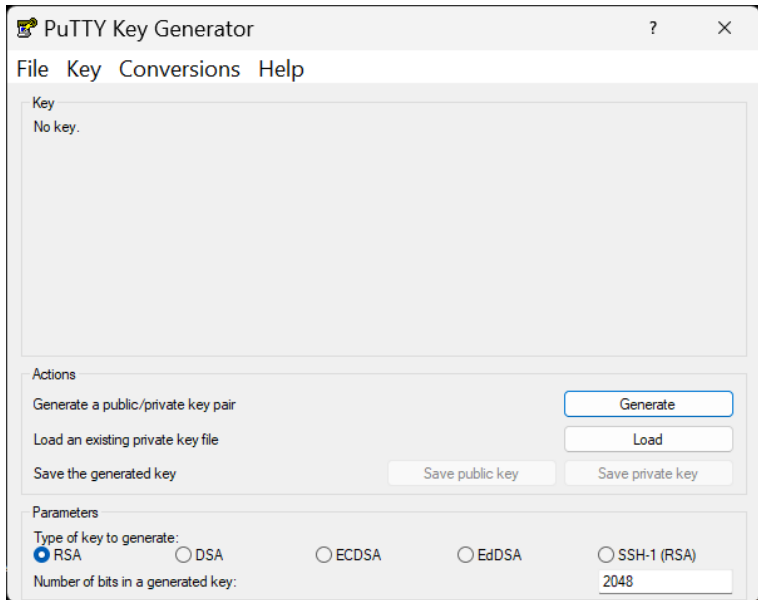 PuTTY Key Generator ? ×
File Key Conversions Help
Key
No key.
Actions
Generate a public/private key pair Generate
Load an existing private key file Load
Save the generated key Save public key Save private key
Parameters
Type of key to generate:
RSA DSA ECDSA EdDSA SSH-1 (RSA)
Number of bits in a generated key: 2048